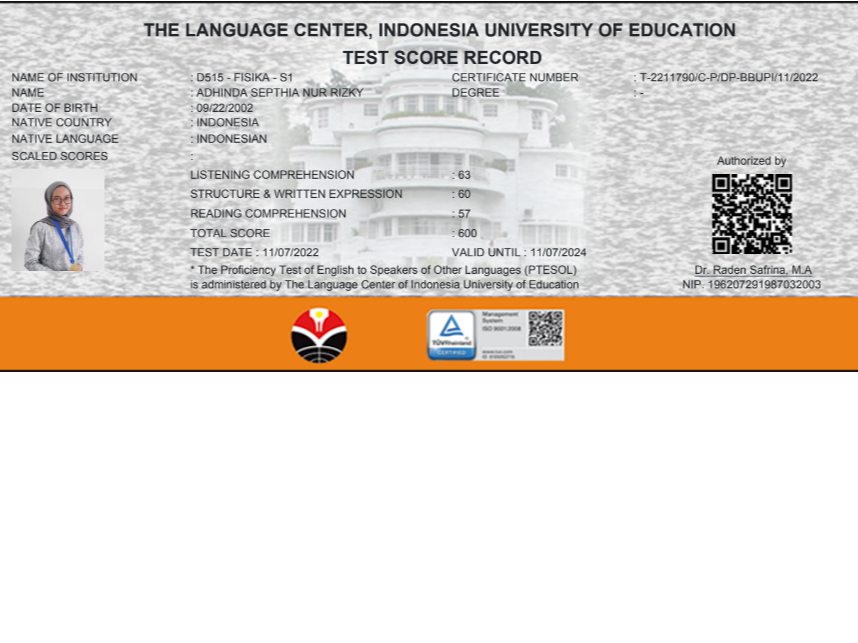 THE LANGUAGE CENTER, INDONESIA UNIVERSITY OF EDUCATION
TEST SCORE RECORD
NAME OF INSTITUTION : D515 - FISIKA - S1 CERTIFICATE NUMBER : T-2211790/C-P/DP-BBUPI/11/2022
NAME : ADHINDA SEPTHIA NUR RIZKY DEGREE : -
DATE OF BIRTH : 09/22/2002
NATIVE COUNTRY : INDONESIA
NATIVE LANGUAGE : INDONESIAN
SCALED SCORES :
Authorized by
LISTENING COMPREHENSION : 63
STRUCTURE & WRITTEN EXPRESSION : 60
READING COMPREHENSION : 57
TOTAL SCORE : 600
TEST DATE : 11/07/2022 VALID UNTIL : 11/07/2024
* The Proficiency Test of English to Speakers of Other Languages (PTESOL)
is administered by The Language Center of Indonesia University of Education
Dr. Raden Safrina, M.A
NIP. 196207291987032003
Management
System
ISO 9001:2008
TÜVRheinland
CERTIFIED
www.tuv.com